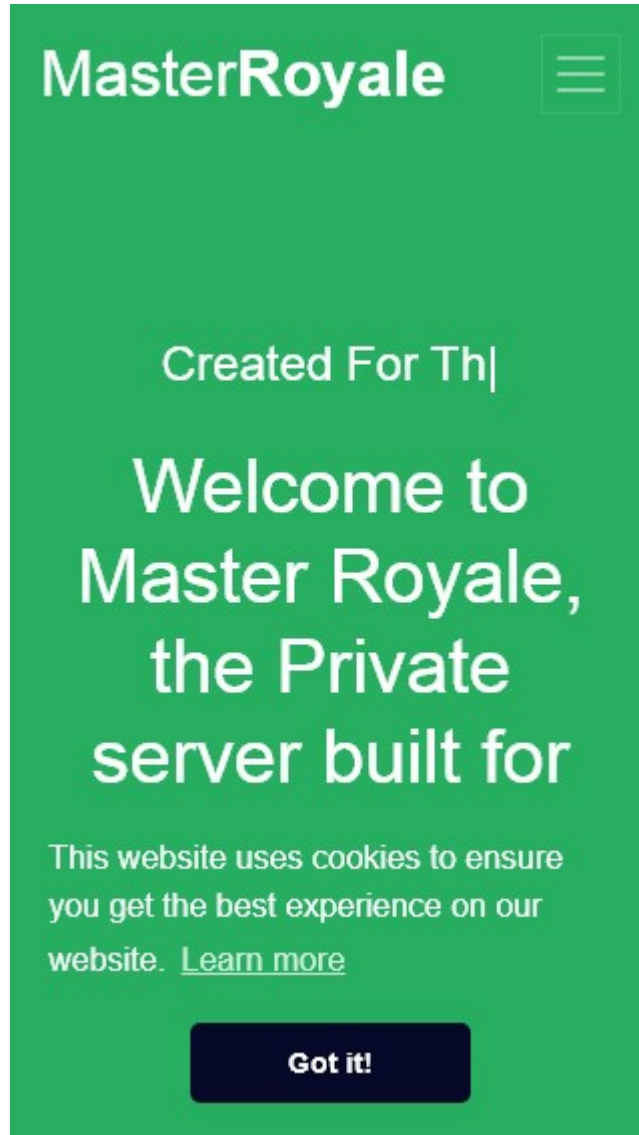 MasterRoyale
Created For Th|
Welcome to
Master Royale,
the Private
server built for
This website uses cookies to ensure
you get the best experience on our
website. Learn more
Got it!